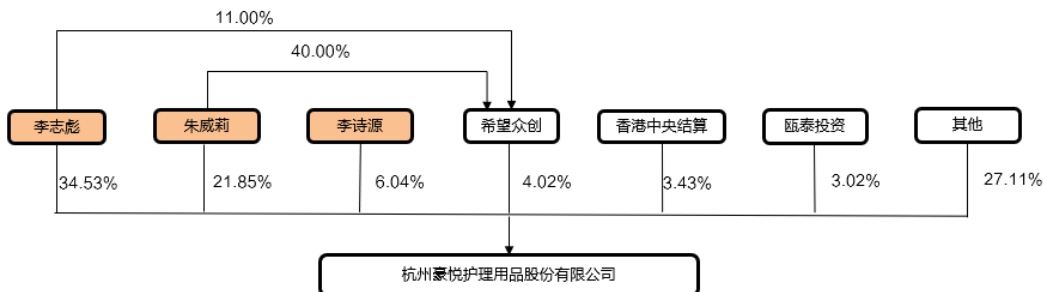 11.00%
40.00%
李志彪
朱威莉
李诗源
希望众创
香港中央结算
瓯泰投资
其他
34.53%
21.85%
6.04%
4.02%
3.43%
3.02%
27.11%
杭州豪悦护理用品股份有限公司